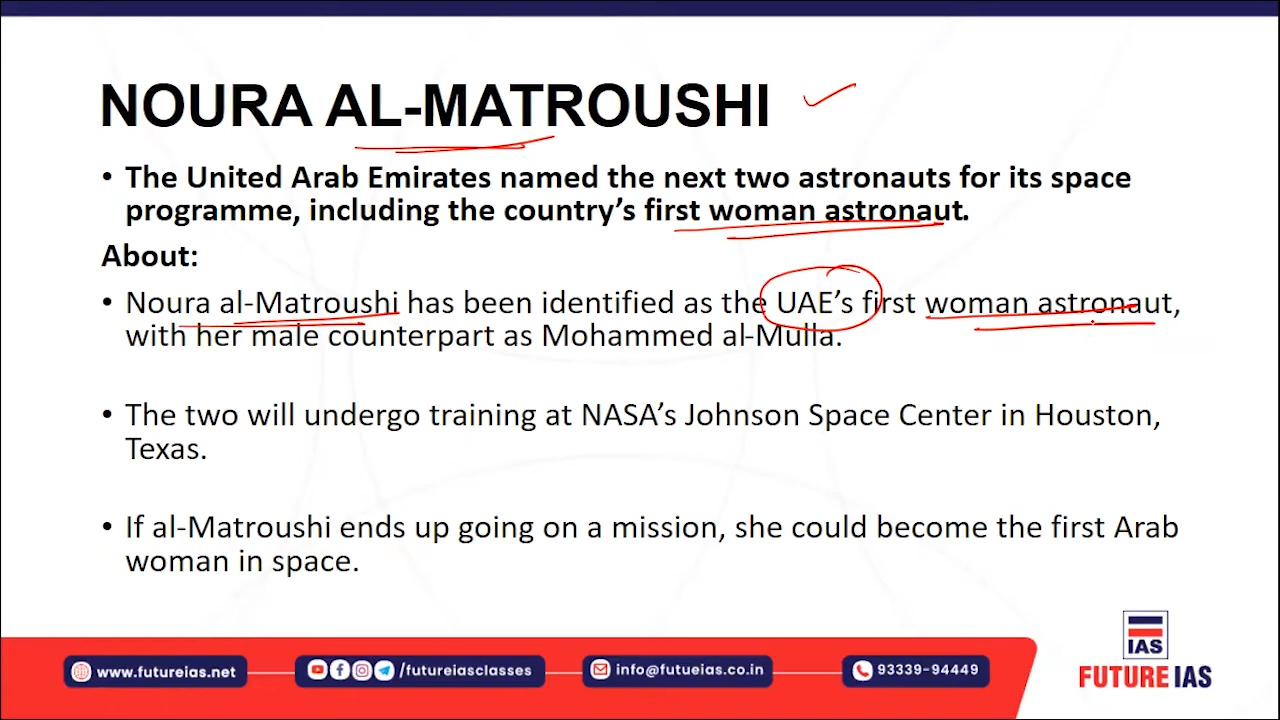 NOURA AL-MATROUSHI
• The United Arab Emirates named the next two astronauts for its space
programme, including the country's first woman astronaut.
About:
• Noura al-Matroushi has been identified as the UAE's first woman astronaut,
with her male counterpart as Mohammed al-Mulla.
• The two will undergo training at NASA's Johnson Space Center in Houston,
Texas.
• If al-Matroushi ends up going on a mission, she could become the first Arab
woman in space.
IAS
www.futureias.net
/futureiasclasses
info@futueias.co.in
93339-94449
FUTURE IAS